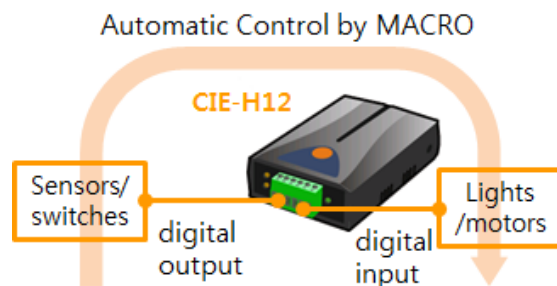 Automatic Control by MACRO
CIE-H12
Sensors/
switches
digital
output
digital
input
Lights
/motors